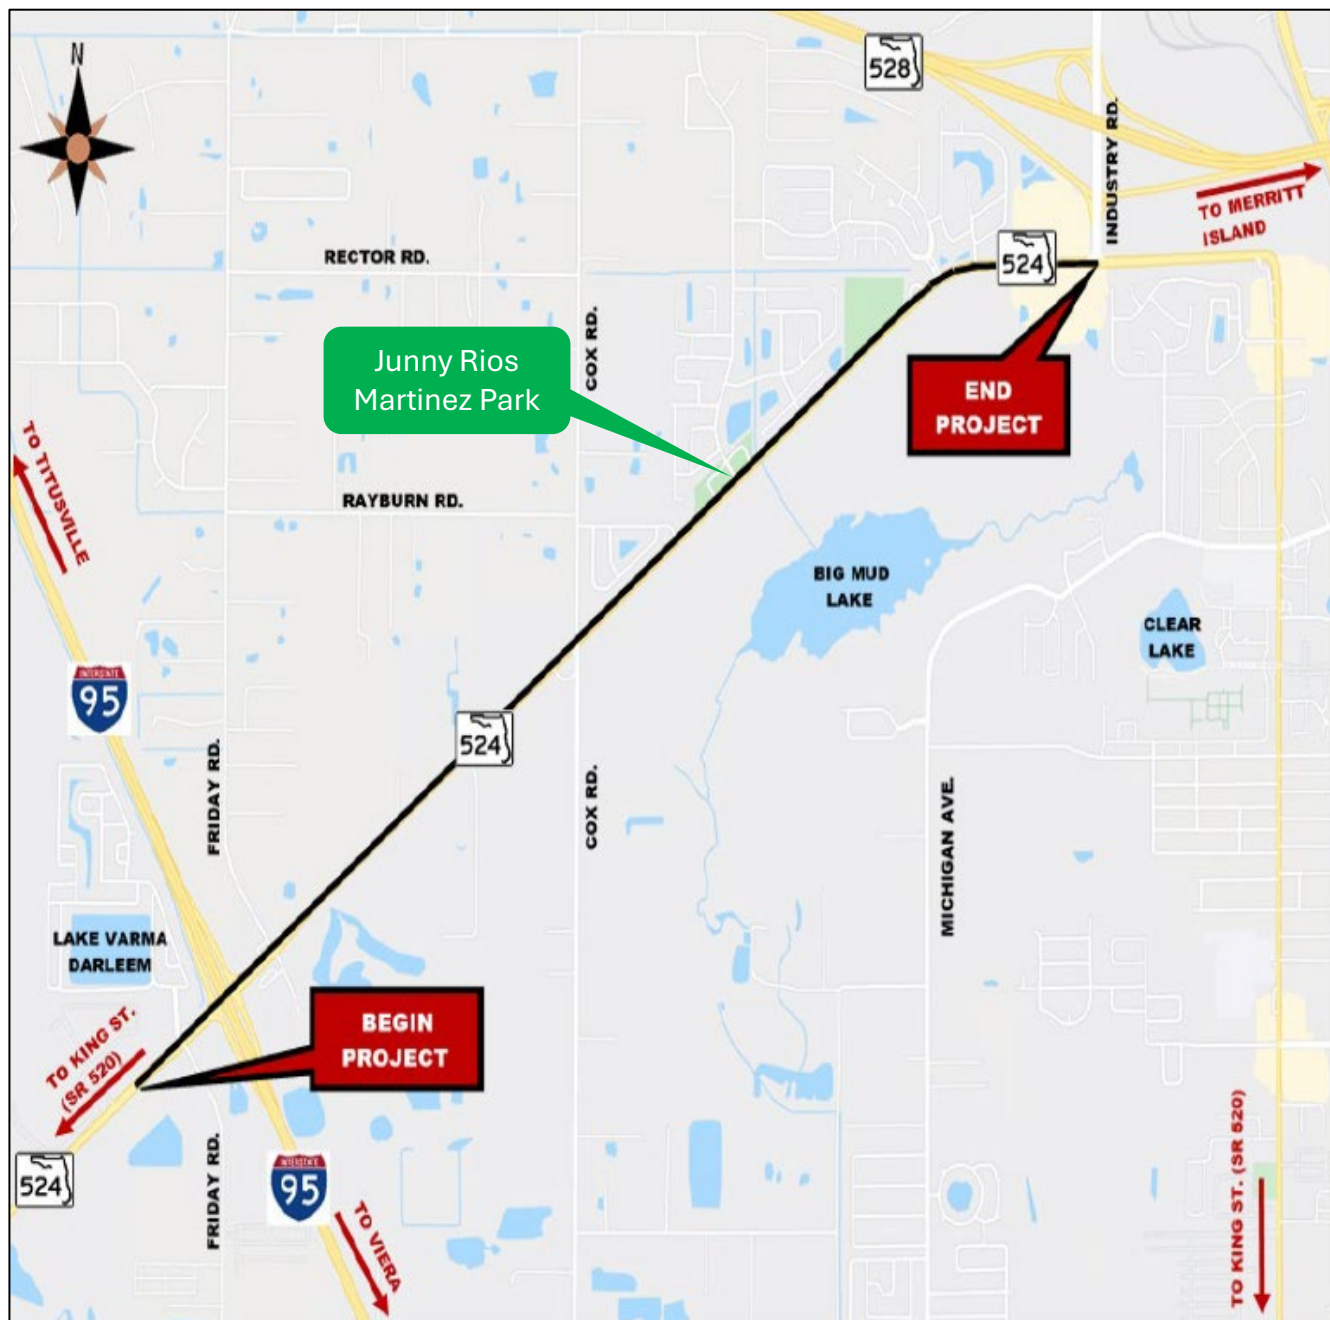 N
528
INDUSTRY RD.
TO MERRITT
ISLAND
RECTOR RD.
524
COX RD.
Junny Rios
Martinez Park
END
PROJECT
TO TITUSVILLE
RAYBURN RD.
BIG MUD
LAKE
CLEAR
LAKE
INTERSTATE
95
524
FRIDAY RD.
COX RD.
MICHIGAN AVE.
LAKE VARMA
DARLEEM
BEGIN
PROJECT
TO KING ST.
(SR 520)
524
FRIDAY RD.
INTERSTATE
95
TO VIERA
TO KING ST. (SR 520)